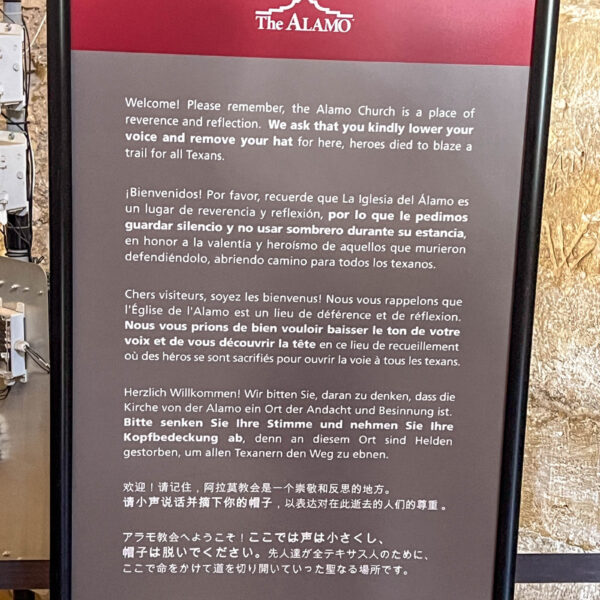 The ALAMO
Welcome! Please remember, the Alamo Church is a place of
reverence and reflection. We ask that you kindly lower your
voice and remove your hat for here, heroes died to blaze a
trail for all Texans.
¡Bienvenidos! Por favor, recuerde que La Iglesia del Álamo es
un lugar de reverencia y reflexión, por lo que le pedimos
guardar silencio y no usar sombrero durante su estancia,
en honor a la valentía y heroísmo de aquellos que murieron
defendiéndolo, abriendo camino para todos los texanos.
Chers visiteurs, soyez les bienvenus! Nous vous rappelons que
l'Église de l'Alamo est un lieu de déférence et de réflexion.
Nous vous prions de bien vouloir baisser le ton de votre
voix et de vous découvrir la tête en ce lieu de recueillement
où des héros se sont sacrifiés pour ouvrir la voie à tous les texans.
Herzlich Willkommen! Wir bitten Sie, daran zu denken, dass die
Kirche von der Alamo ein Ort der Andacht und Besinnung ist.
Bitte senken Sie Ihre Stimme und nehmen Sie Ihre
Kopfbedeckung ab, denn an diesem Ort sind Helden
gestorben, um allen Texanern den Weg zu ebnen.
欢迎！请记住，阿拉莫教会是一个崇敬和反思的地方。
请小声说话并摘下你的帽子，以表达对在此逝去的人们的尊重。
アラモ教会へようこそ！ここでは声は小さくし、
帽子は脱いでください。先人達が全テキサス人のために、
ここで命をかけて道を切り開いていった聖なる場所です。